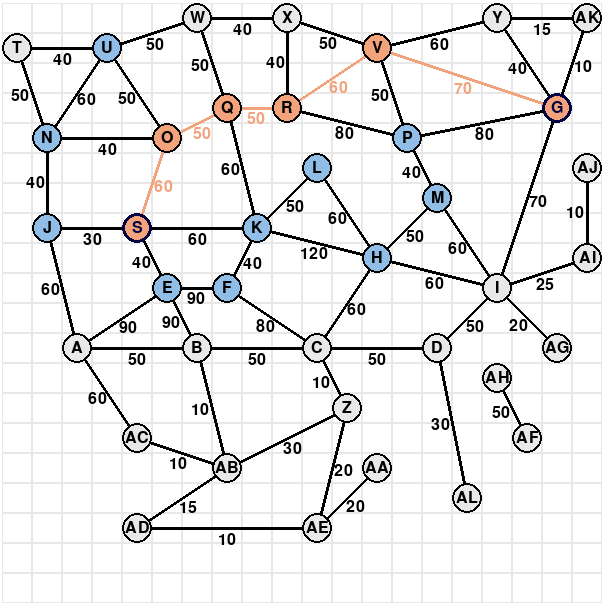 W 40 X Y 15 AK
T 40 U 50 50 V 60
50 60 50 50 40 60 50 70 40 10
Q 50 R G
N 40 O 50 80 P 80
40 60 60 L 40 AJ
50 60 M 70 10
J 30 S 60 K 120 50 60 AI
40 40 H 60 I 25
60 E 90 F 60
90 90 80 50 20
A 50 B 50 C 50 D AG
60 10 10 AH
Z 50
AC 10 30 30 AF
AB 20 AA
15 20 AL
AD 10 AE